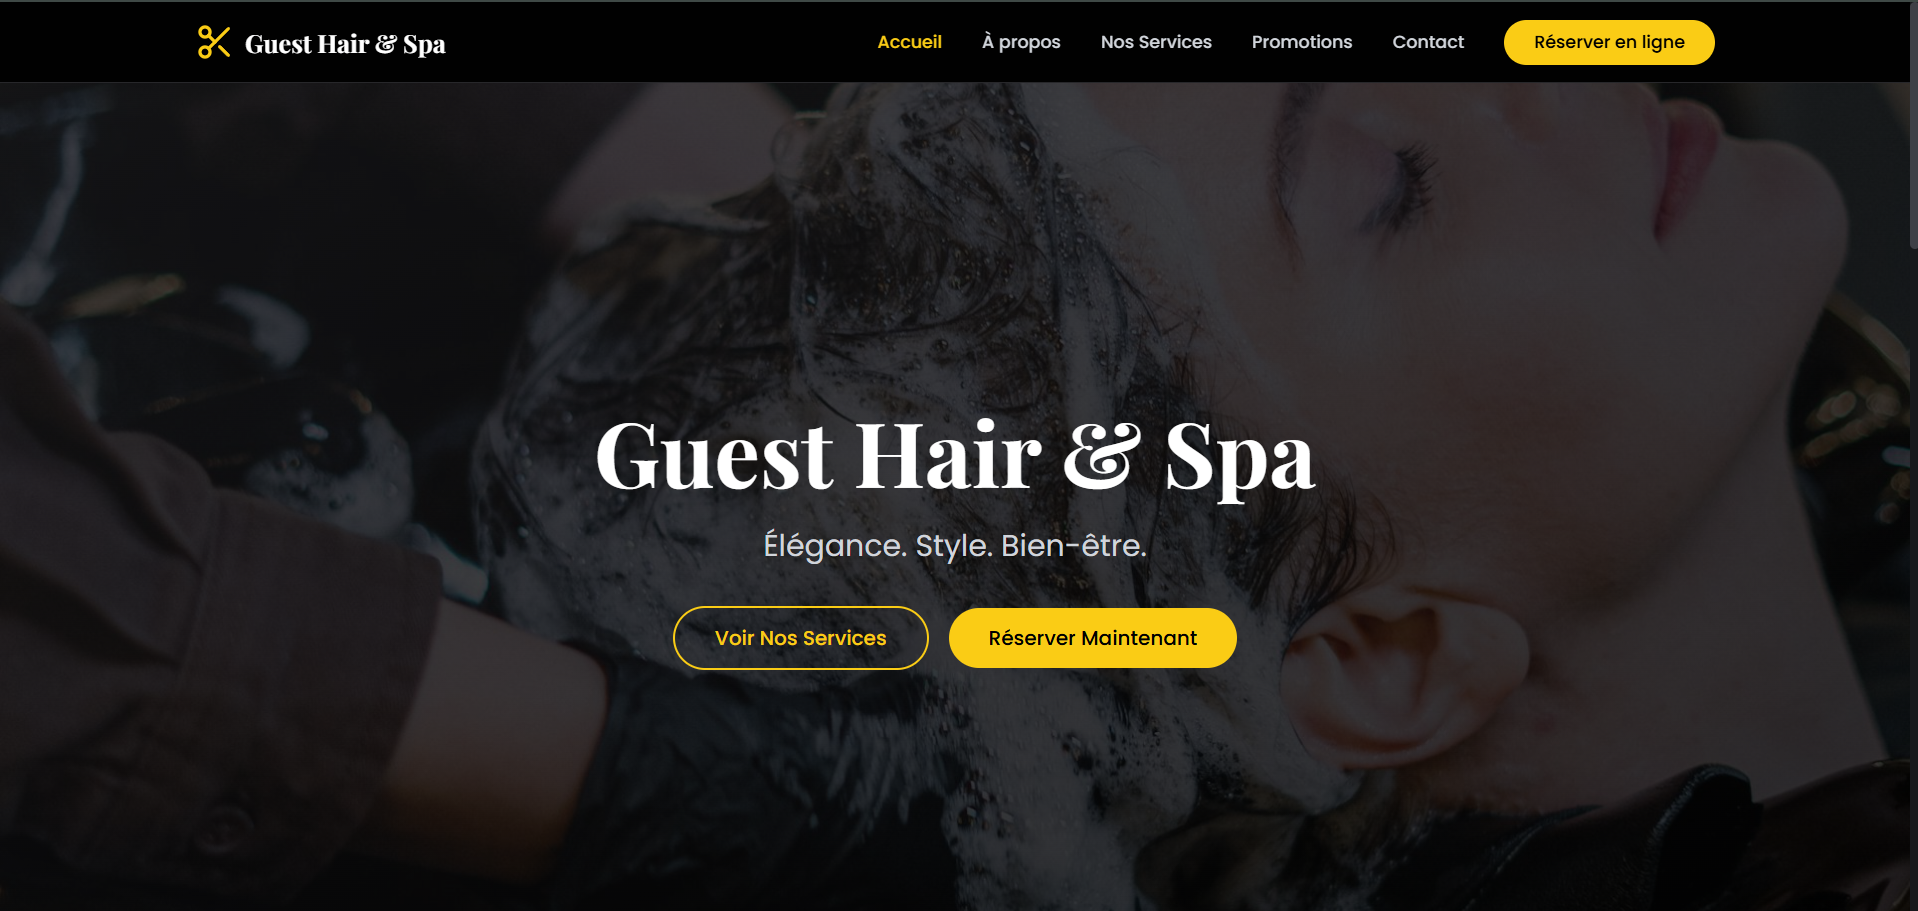 Guest Hair & Spa
Accueil
À propos
Nos Services
Promotions
Contact
Réserver en ligne
Guest Hair & Spa
Élégance. Style. Bien-être.
Voir Nos Services
Réserver Maintenant